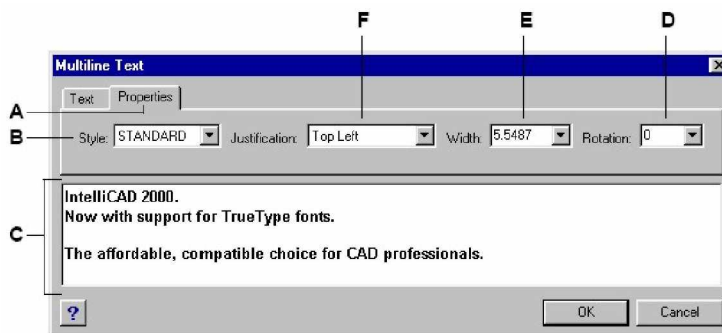 F E D
Multiline Text
Text Properties
A
B Style: STANDARD Justification: Top Left Width: 5.5487 Rotation: 0
IntelliCAD 2000.
Now with support for TrueType fonts.
C
The affordable, compatible choice for CAD professionals.
? OK Cancel